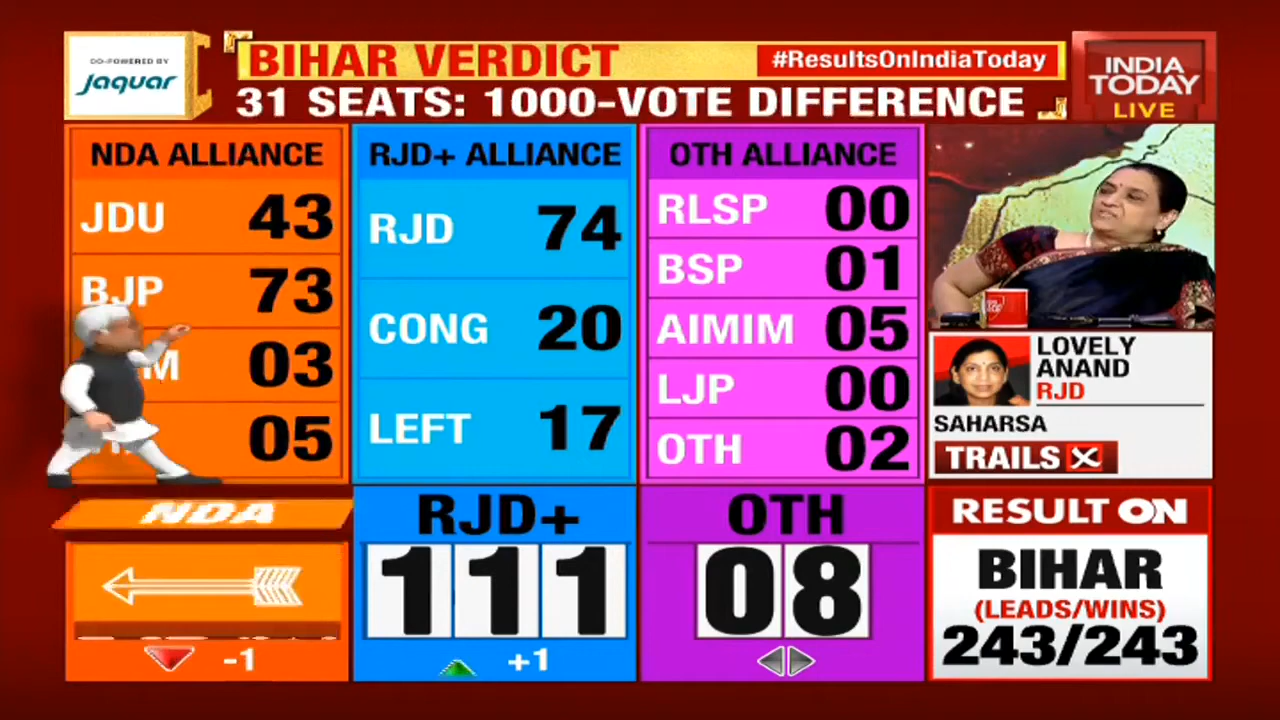 CO-POWERED BY
Jaquar
BIHAR VERDICT
#ResultsOnIndiaToday
31 SEATS: 1000-VOTE DIFFERENCE
INDIA
TODAY
LIVE
NDA ALLIANCE
JDU 43
BJP 73
M 03
05
NDA
-1
RJD+ ALLIANCE
RJD 74
CONG 20
LEFT 17
RJD+
111
+1
OTH ALLIANCE
RLSP 00
BSP 01
AIMIM 05
LJP 00
OTH 02
OTH
08
LOVELY
ANAND
RJD
SAHARSA
TRAILS
RESULT ON
BIHAR
(LEADS/WINS)
243/243